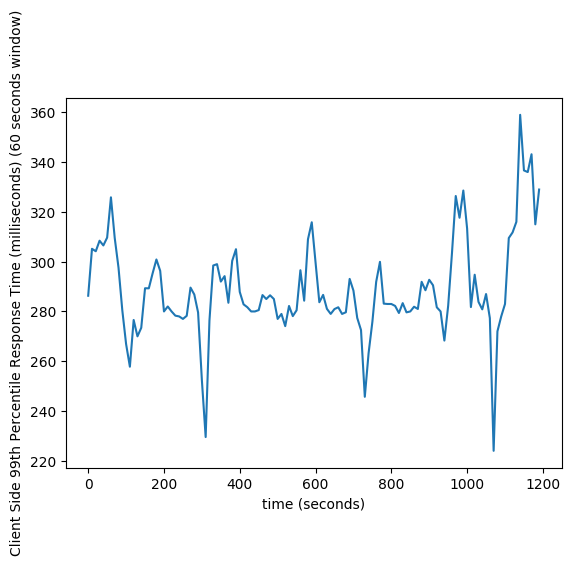 Client Side 99th Percentile Response Time (milliseconds) (60 seconds window)
360
340
320
300
280
260
240
220
0 200 400 600 800 1000 1200
time (seconds)